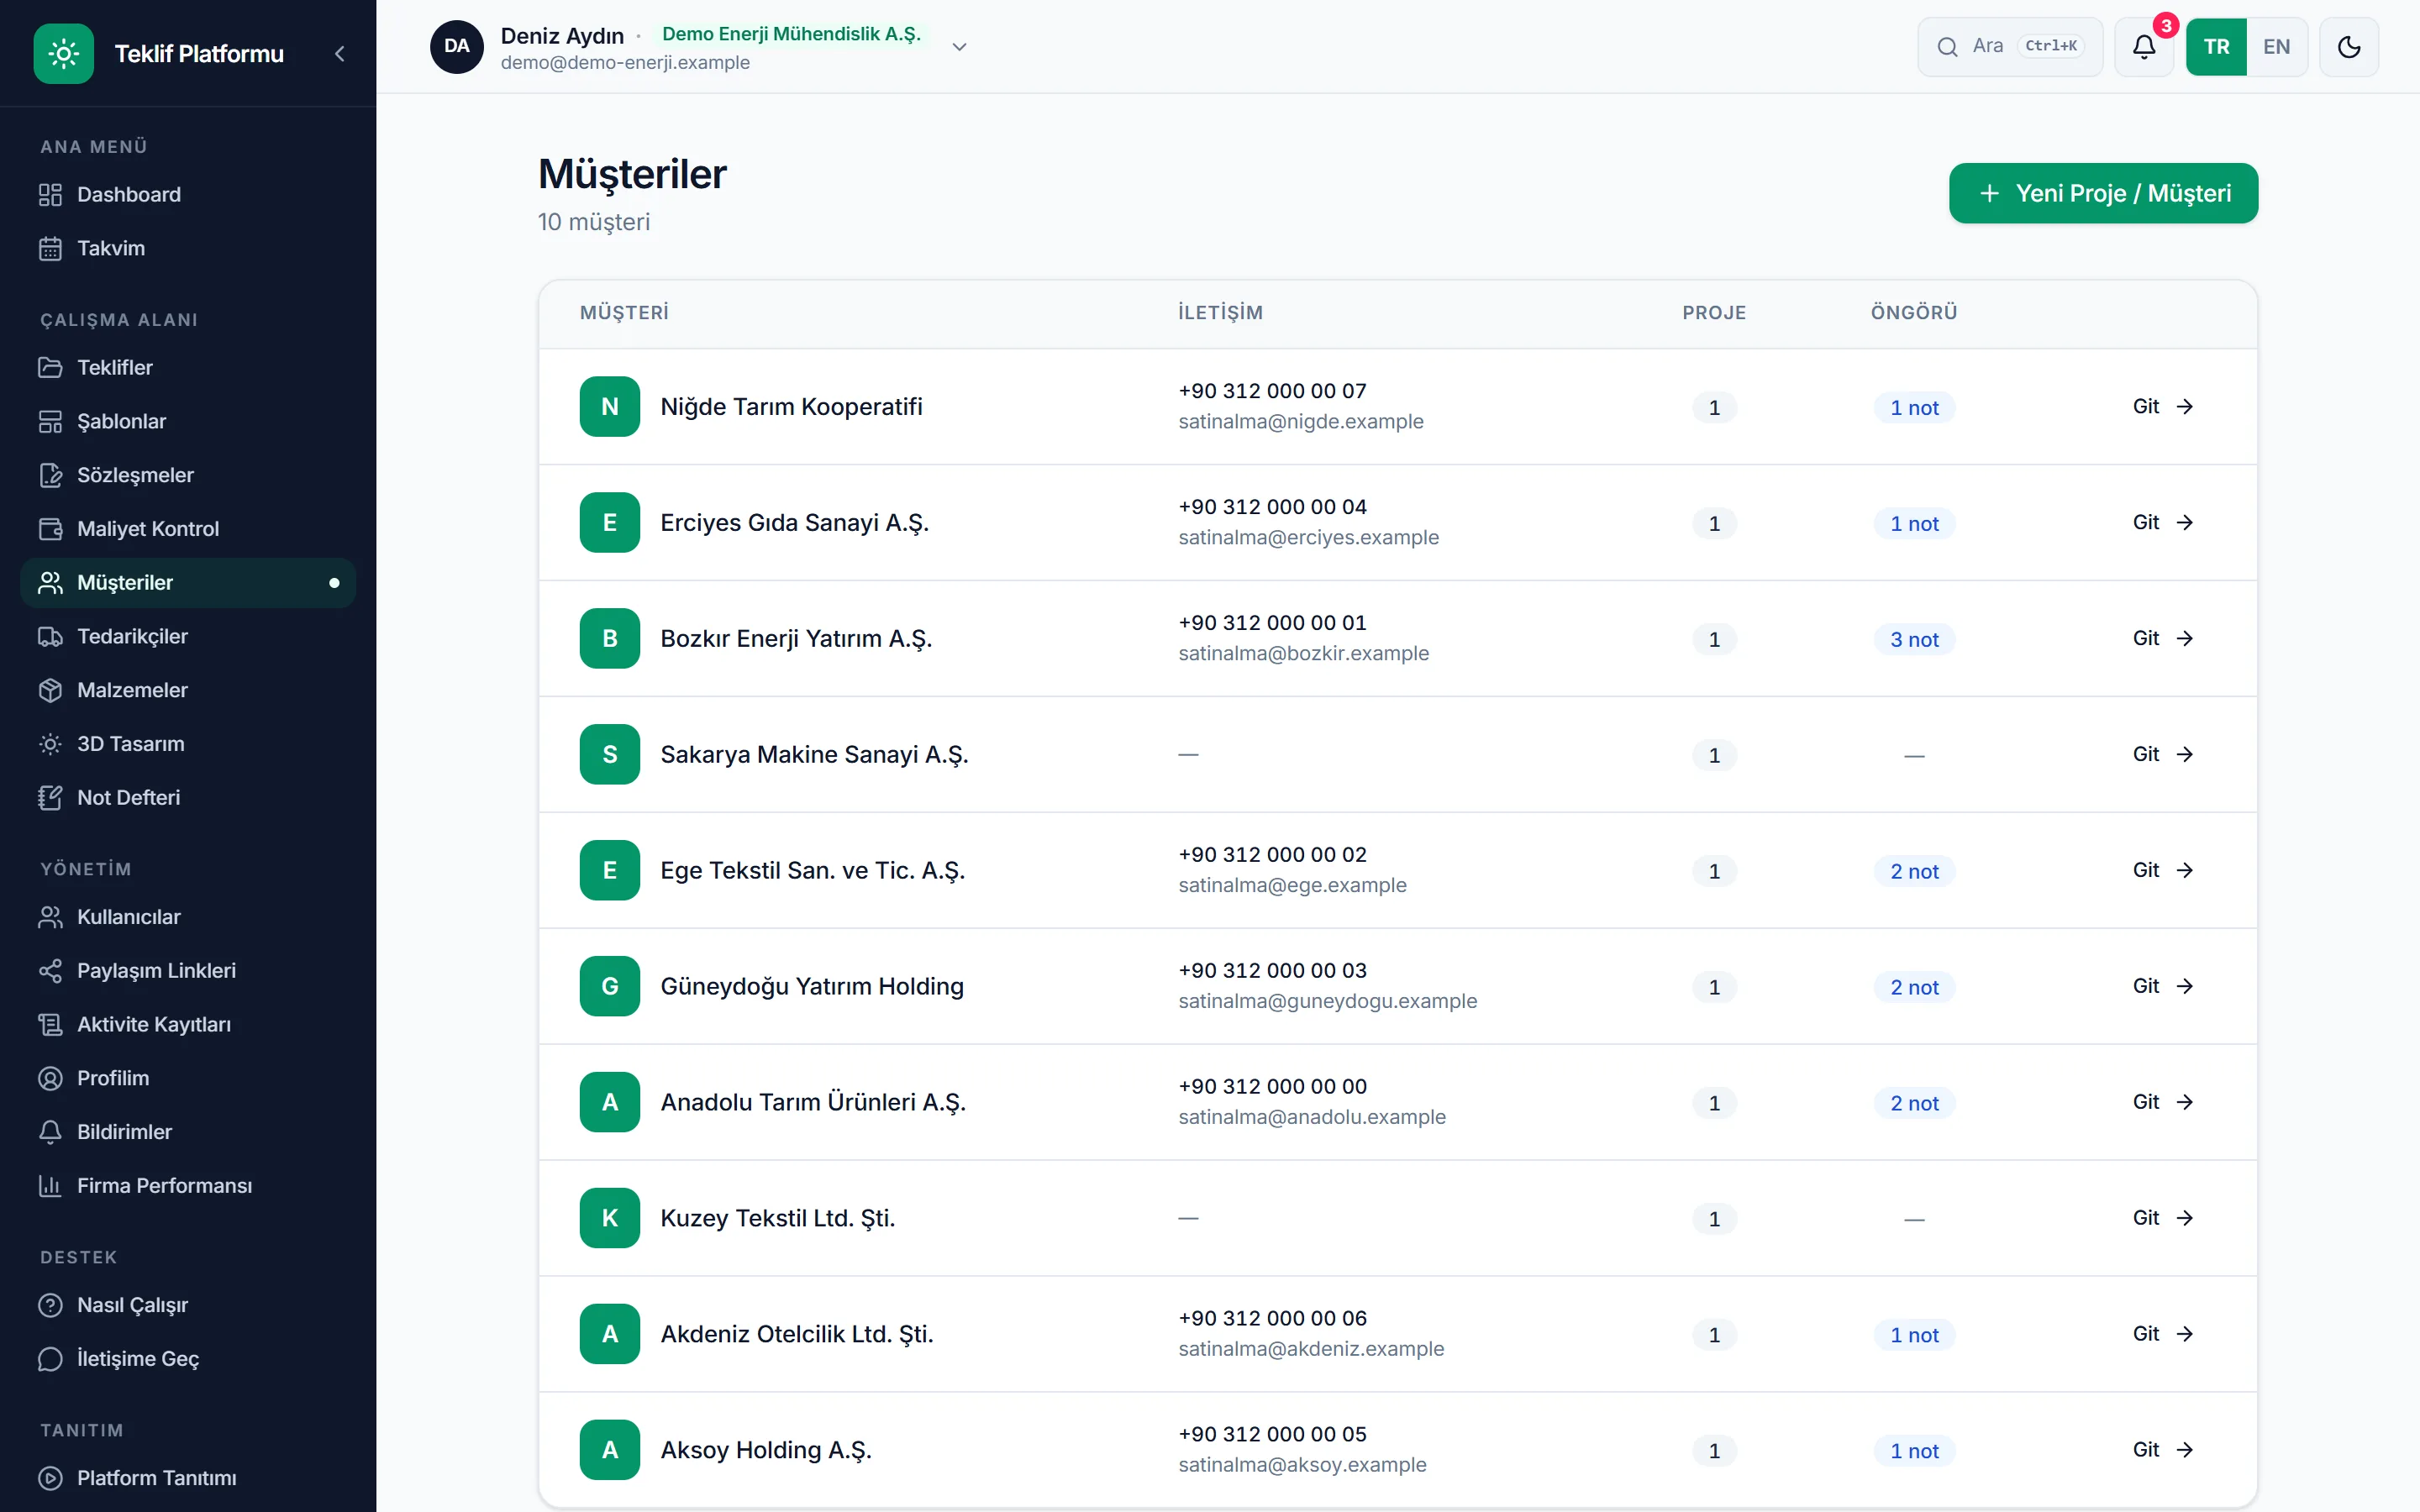 Teklif Platformu
ANA MENÜ
Dashboard
Takvim
ÇALIŞMA ALANI
Teklifler
Şablonlar
Sözleşmeler
Maliyet Kontrol
Müşteriler
Tedarikçiler
Malzemeler
3D Tasarım
Not Defteri
YÖNETİM
Kullanıcılar
Paylaşım Linkleri
Aktivite Kayıtları
Profilim
Bildirimler
Firma Performansı
DESTEK
Nasıl Çalışır
İletişime Geç
TANITIM
Platform Tanıtımı
DA
Deniz Aydın · Demo Enerji Mühendislik A.Ş.
demo@demo-enerji.example
Ara Ctrl+K
3
TR EN
Müşteriler
10 müşteri
+ Yeni Proje / Müşteri
MÜŞTERİ İLETİŞİM PROJE ÖNGÖRÜ
N Niğde Tarım Kooperatifi +90 312 000 00 07 1 1 not Git →
satinalma@nigde.example
E Erciyes Gıda Sanayi A.Ş. +90 312 000 00 04 1 1 not Git →
satinalma@erciyes.example
B Bozkır Enerji Yatırım A.Ş. +90 312 000 00 01 1 3 not Git →
satinalma@bozkir.example
S Sakarya Makine Sanayi A.Ş. — 1 — Git →
E Ege Tekstil San. ve Tic. A.Ş. +90 312 000 00 02 1 2 not Git →
satinalma@ege.example
G Güneydoğu Yatırım Holding +90 312 000 00 03 1 2 not Git →
satinalma@guneydogu.example
A Anadolu Tarım Ürünleri A.Ş. +90 312 000 00 00 1 2 not Git →
satinalma@anadolu.example
K Kuzey Tekstil Ltd. Şti. — 1 — Git →
A Akdeniz Otelcilik Ltd. Şti. +90 312 000 00 06 1 1 not Git →
satinalma@akdeniz.example
A Aksoy Holding A.Ş. +90 312 000 00 05 1 1 not Git →
satinalma@aksoy.example